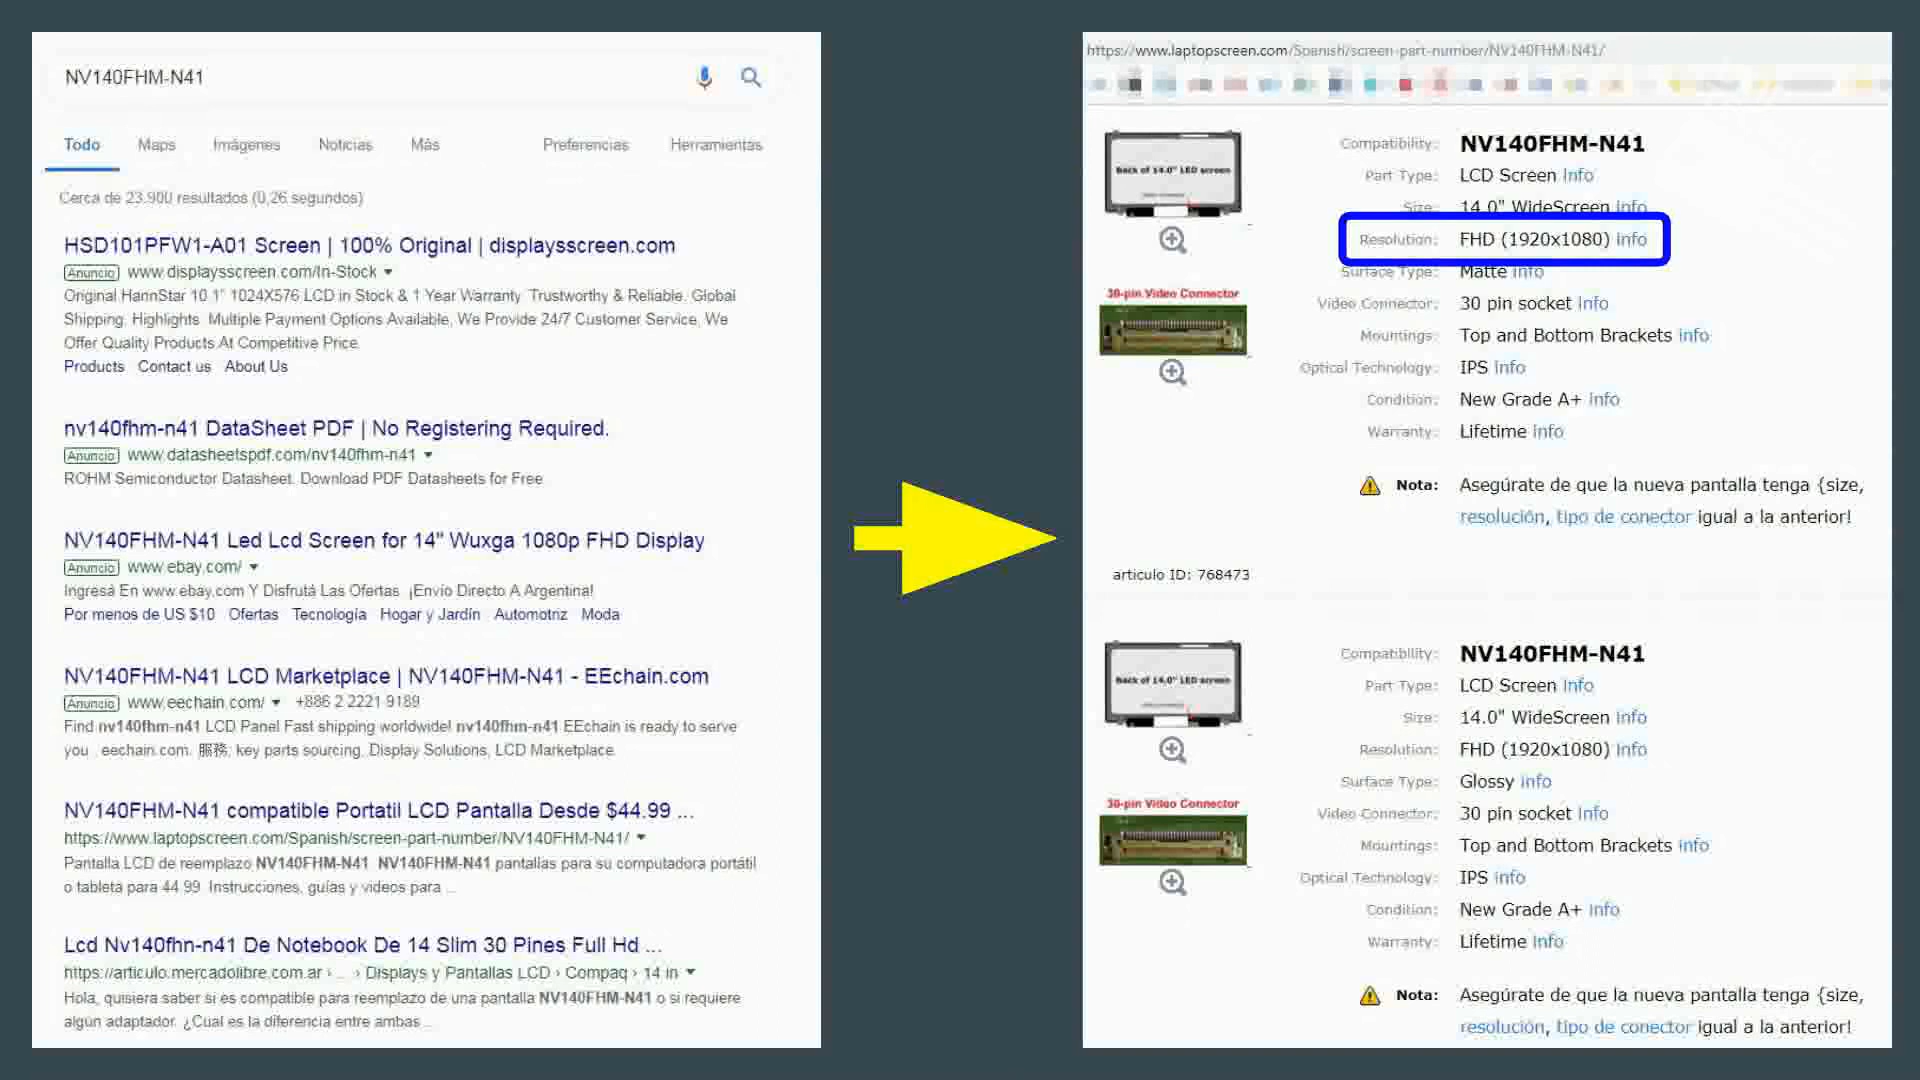 NV140FHM-N41
Todo Maps Imágenes Noticias Más Preferencias Herramientas
Cerca de 23.900 resultados (0,26 segundos)
HSD101PFW1-A01 Screen | 100% Original | displaysscreen.com
Anuncio www.displaysscreen.com/In-Stock
Original HannStar 10 1" 1024X576 LCD in Stock & 1 Year Warranty. Trustworthy & Reliable. Global
Shipping. Highlights: Multiple Payment Options Available, We Provide 24/7 Customer Service, We
Offer Quality Products At Competitive Price.
Products Contact us About Us
nv140fhm-n41 DataSheet PDF | No Registering Required.
Anuncio www.datasheetspdf.com/nv140fhm-n41
ROHM Semiconductor Datasheet. Download PDF Datasheets for Free
NV140FHM-N41 Led Lcd Screen for 14" Wuxga 1080p FHD Display
Anuncio www.ebay.com/
Ingresá En www.ebay.com Y Disfrutá Las Ofertas. ¡Envío Directo A Argentina!
Por menos de US $10 Ofertas Tecnología Hogar y Jardín Automotriz Moda
NV140FHM-N41 LCD Marketplace | NV140FHM-N41 - EEchain.com
Anuncio www.eechain.com/ +886 2 2221 9189
Find nv140fhm-n41 LCD Panel Fast shipping worldwide! nv140fhm-n41 EEchain is ready to serve
you . eechain.com. 服務: key parts sourcing, Display Solutions, LCD Marketplace.
NV140FHM-N41 compatible Portatil LCD Pantalla Desde $44.99 ...
https://www.laptopscreen.com/Spanish/screen-part-number/NV140FHM-N41/
Pantalla LCD de reemplazo NV140FHM-N41. NV140FHM-N41 pantallas para su computadora portátil
o tableta para 44.99. Instrucciones, guías y videos para ...
Lcd Nv140fhn-n41 De Notebook De 14 Slim 30 Pines Full Hd ...
https://articulo.mercadolibre.com.ar › ... › Displays y Pantallas LCD › Compaq › 14 in
Hola, quisiera saber si es compatible para reemplazo de una pantalla NV140FHM-N41 o si requiere
algún adaptador. ¿Cual es la diferencia entre ambas ...
https://www.laptopscreen.com/Spanish/screen-part-number/NV140FHM-N41/
Back of 14.0" LED screen
30-pin Video Connector
Compatibility: NV140FHM-N41
Part Type: LCD Screen info
Size: 14.0" WideScreen info
Resolution: FHD (1920x1080) info
Surface Type: Matte info
Video Connector: 30 pin socket info
Mountings: Top and Bottom Brackets info
Optical Technology: IPS info
Condition: New Grade A+ info
Warranty: Lifetime info
Nota: Asegúrate de que la nueva pantalla tenga {size,
resolución, tipo de conector igual a la anterior!
articulo ID: 768473
Back of 14.0" LED screen
30-pin Video Connector
Compatibility: NV140FHM-N41
Part Type: LCD Screen info
Size: 14.0" WideScreen info
Resolution: FHD (1920x1080) info
Surface Type: Glossy info
Video Connector: 30 pin socket info
Mountings: Top and Bottom Brackets info
Optical Technology: IPS info
Condition: New Grade A+ info
Warranty: Lifetime info
Nota: Asegúrate de que la nueva pantalla tenga {size,
resolución, tipo de conector igual a la anterior!